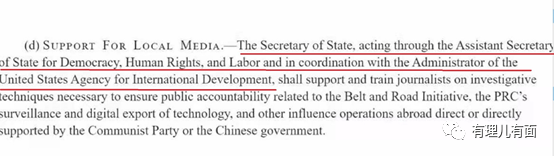 (d) SUPPORT FOR LOCAL MEDIA.—The Secretary of State, acting through the Assistant Secretary
of State for Democracy, Human Rights, and Labor and in coordination with the Administrator of the
United States Agency for International Development, shall support and train journalists on investigative
techniques necessary to ensure public accountability related to the Belt and Road Initiative, the PRC's
surveillance and digital export of technology, and other influence operations abroad direct or directly
supported by the Communist Party or the Chinese government.
有理儿有面